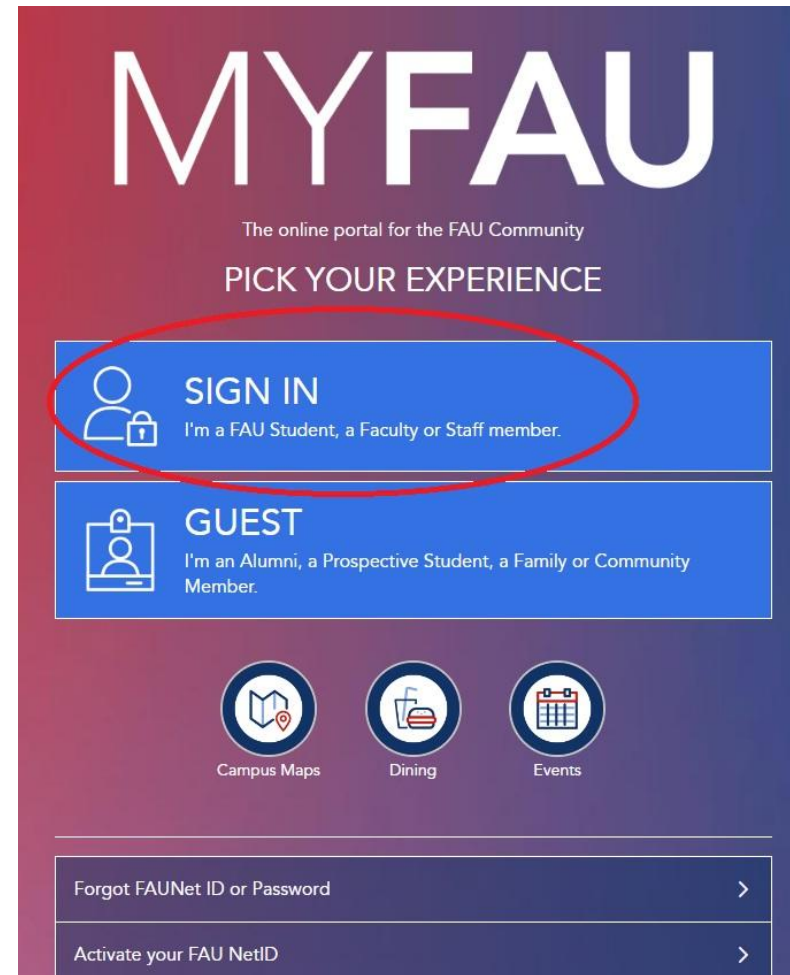 MYFAU
The online portal for the FAU Community
PICK YOUR EXPERIENCE
SIGN IN
I'm a FAU Student, a Faculty or Staff member.
GUEST
I'm an Alumni, a Prospective Student, a Family or Community
Member.
Campus Maps
Dining
Events
Forgot FAUNet ID or Password
Activate your FAU NetID